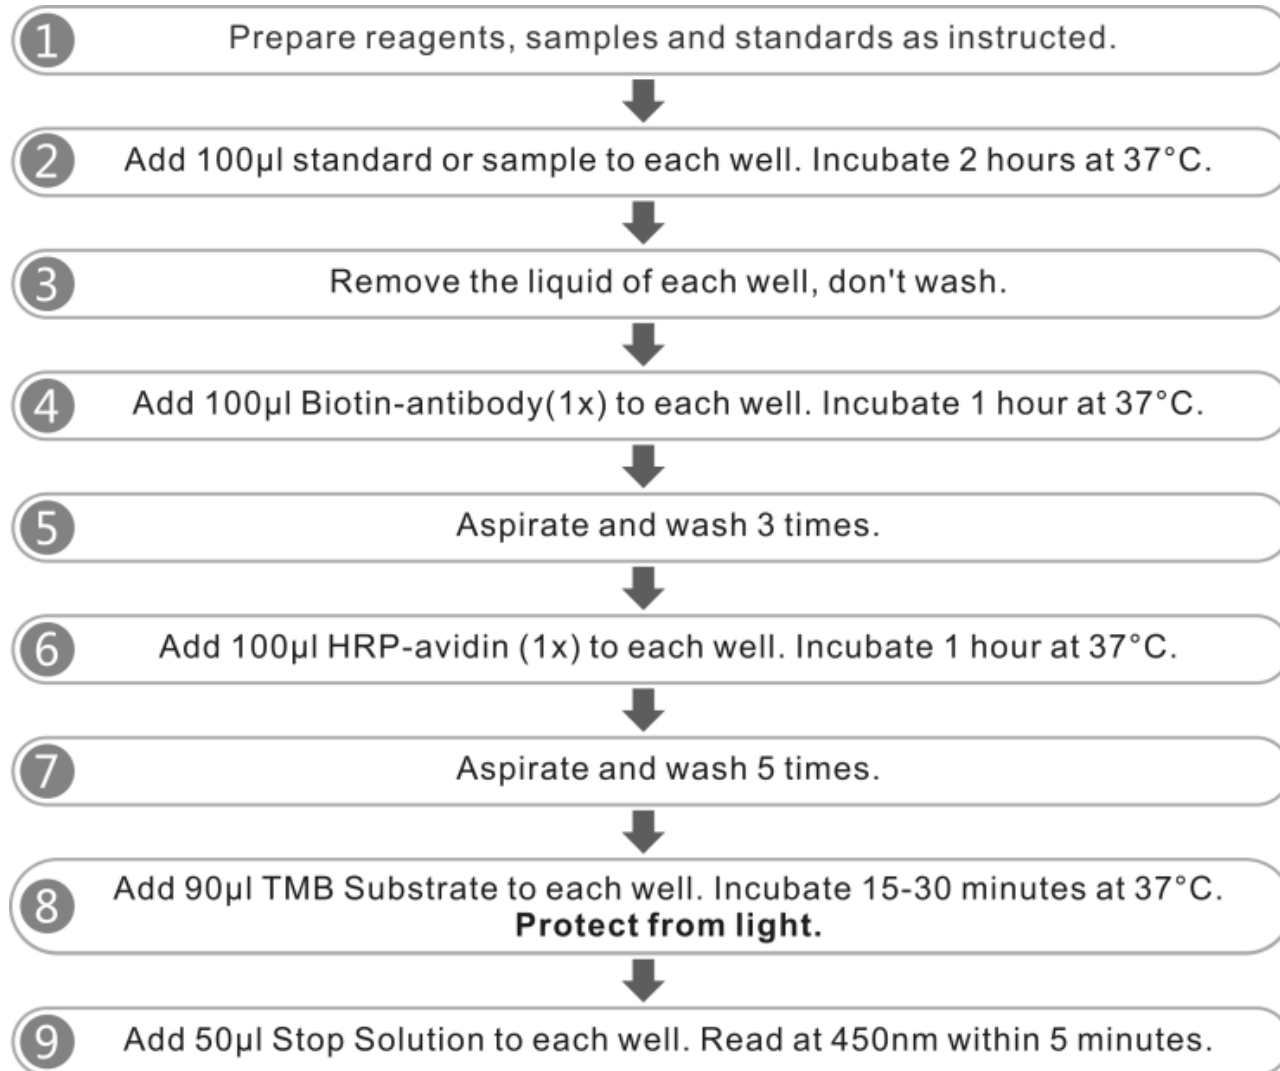 1 Prepare reagents, samples and standards as instructed.
2 Add 100µl standard or sample to each well. Incubate 2 hours at 37°C.
3 Remove the liquid of each well, don't wash.
4 Add 100µl Biotin-antibody(1x) to each well. Incubate 1 hour at 37°C.
5 Aspirate and wash 3 times.
6 Add 100µl HRP-avidin (1x) to each well. Incubate 1 hour at 37°C.
7 Aspirate and wash 5 times.
8 Add 90µl TMB Substrate to each well. Incubate 15-30 minutes at 37°C.
Protect from light.
9 Add 50µl Stop Solution to each well. Read at 450nm within 5 minutes.